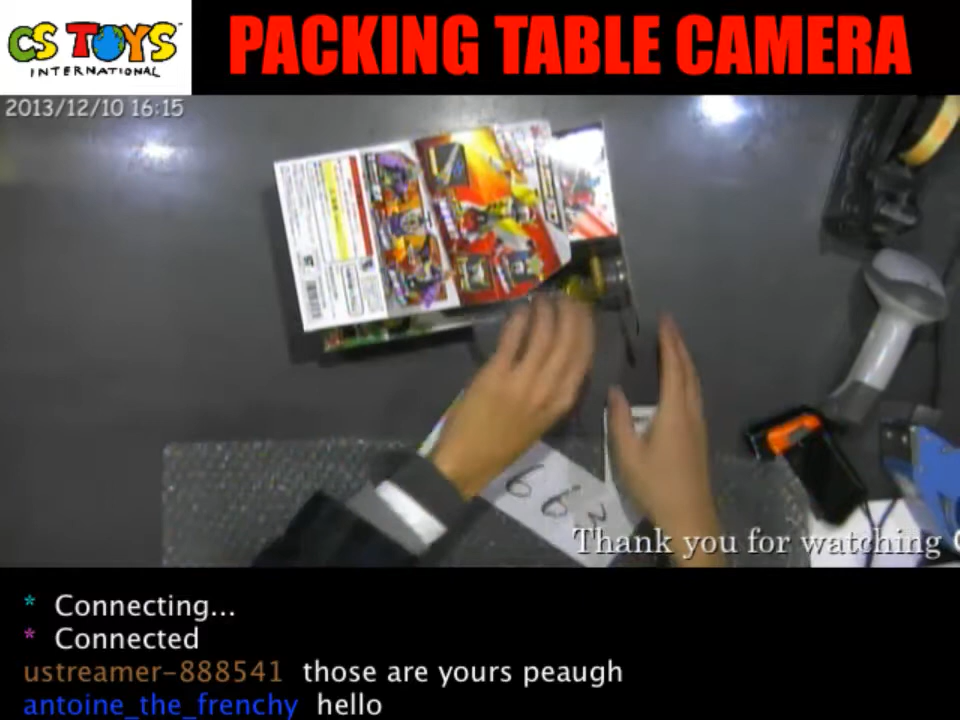 CS TOYS
INTERNATIONAL
PACKING TABLE CAMERA
2013/12/10 16:15
663
Thank you for watching
* Connecting...
* Connected
ustreamer-888541 those are yours peaugh
antoine_the_frenchy hello